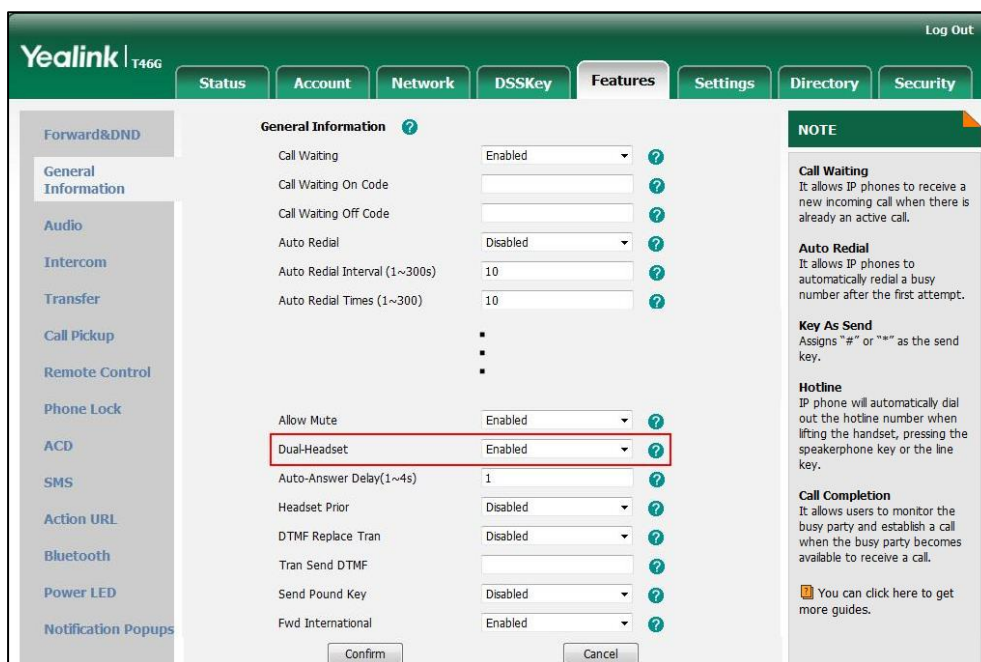 Log Out
Yealink T46G
Status Account Network DSSKey Features Settings Directory Security
Forward&DND
General
Information
Audio
Intercom
Transfer
Call Pickup
Remote Control
Phone Lock
ACD
SMS
Action URL
Bluetooth
Power LED
Notification Popups
General Information ?
Call Waiting Enabled ?
Call Waiting On Code ?
Call Waiting Off Code ?
Auto Redial Disabled ?
Auto Redial Interval (1~300s) 10 ?
Auto Redial Times (1~300) 10 ?
Allow Mute Enabled ?
Dual-Headset Enabled ?
Auto-Answer Delay(1~4s) 1 ?
Headset Prior Disabled ?
DTMF Replace Tran Disabled ?
Tran Send DTMF ?
Send Pound Key Disabled ?
Fwd International Enabled ?
Confirm Cancel
NOTE
Call Waiting
It allows IP phones to receive a
new incoming call when there is
already an active call.
Auto Redial
It allows IP phones to
automatically redial a busy
number after the first attempt.
Key As Send
Assigns "#" or "*" as the send
key.
Hotline
IP phone will automatically dial
out the hotline number when
lifting the handset, pressing the
speakerphone key or the line
key.
Call Completion
It allows users to monitor the
busy party and establish a call
when the busy party becomes
available to receive a call.
? You can click here to get
more guides.